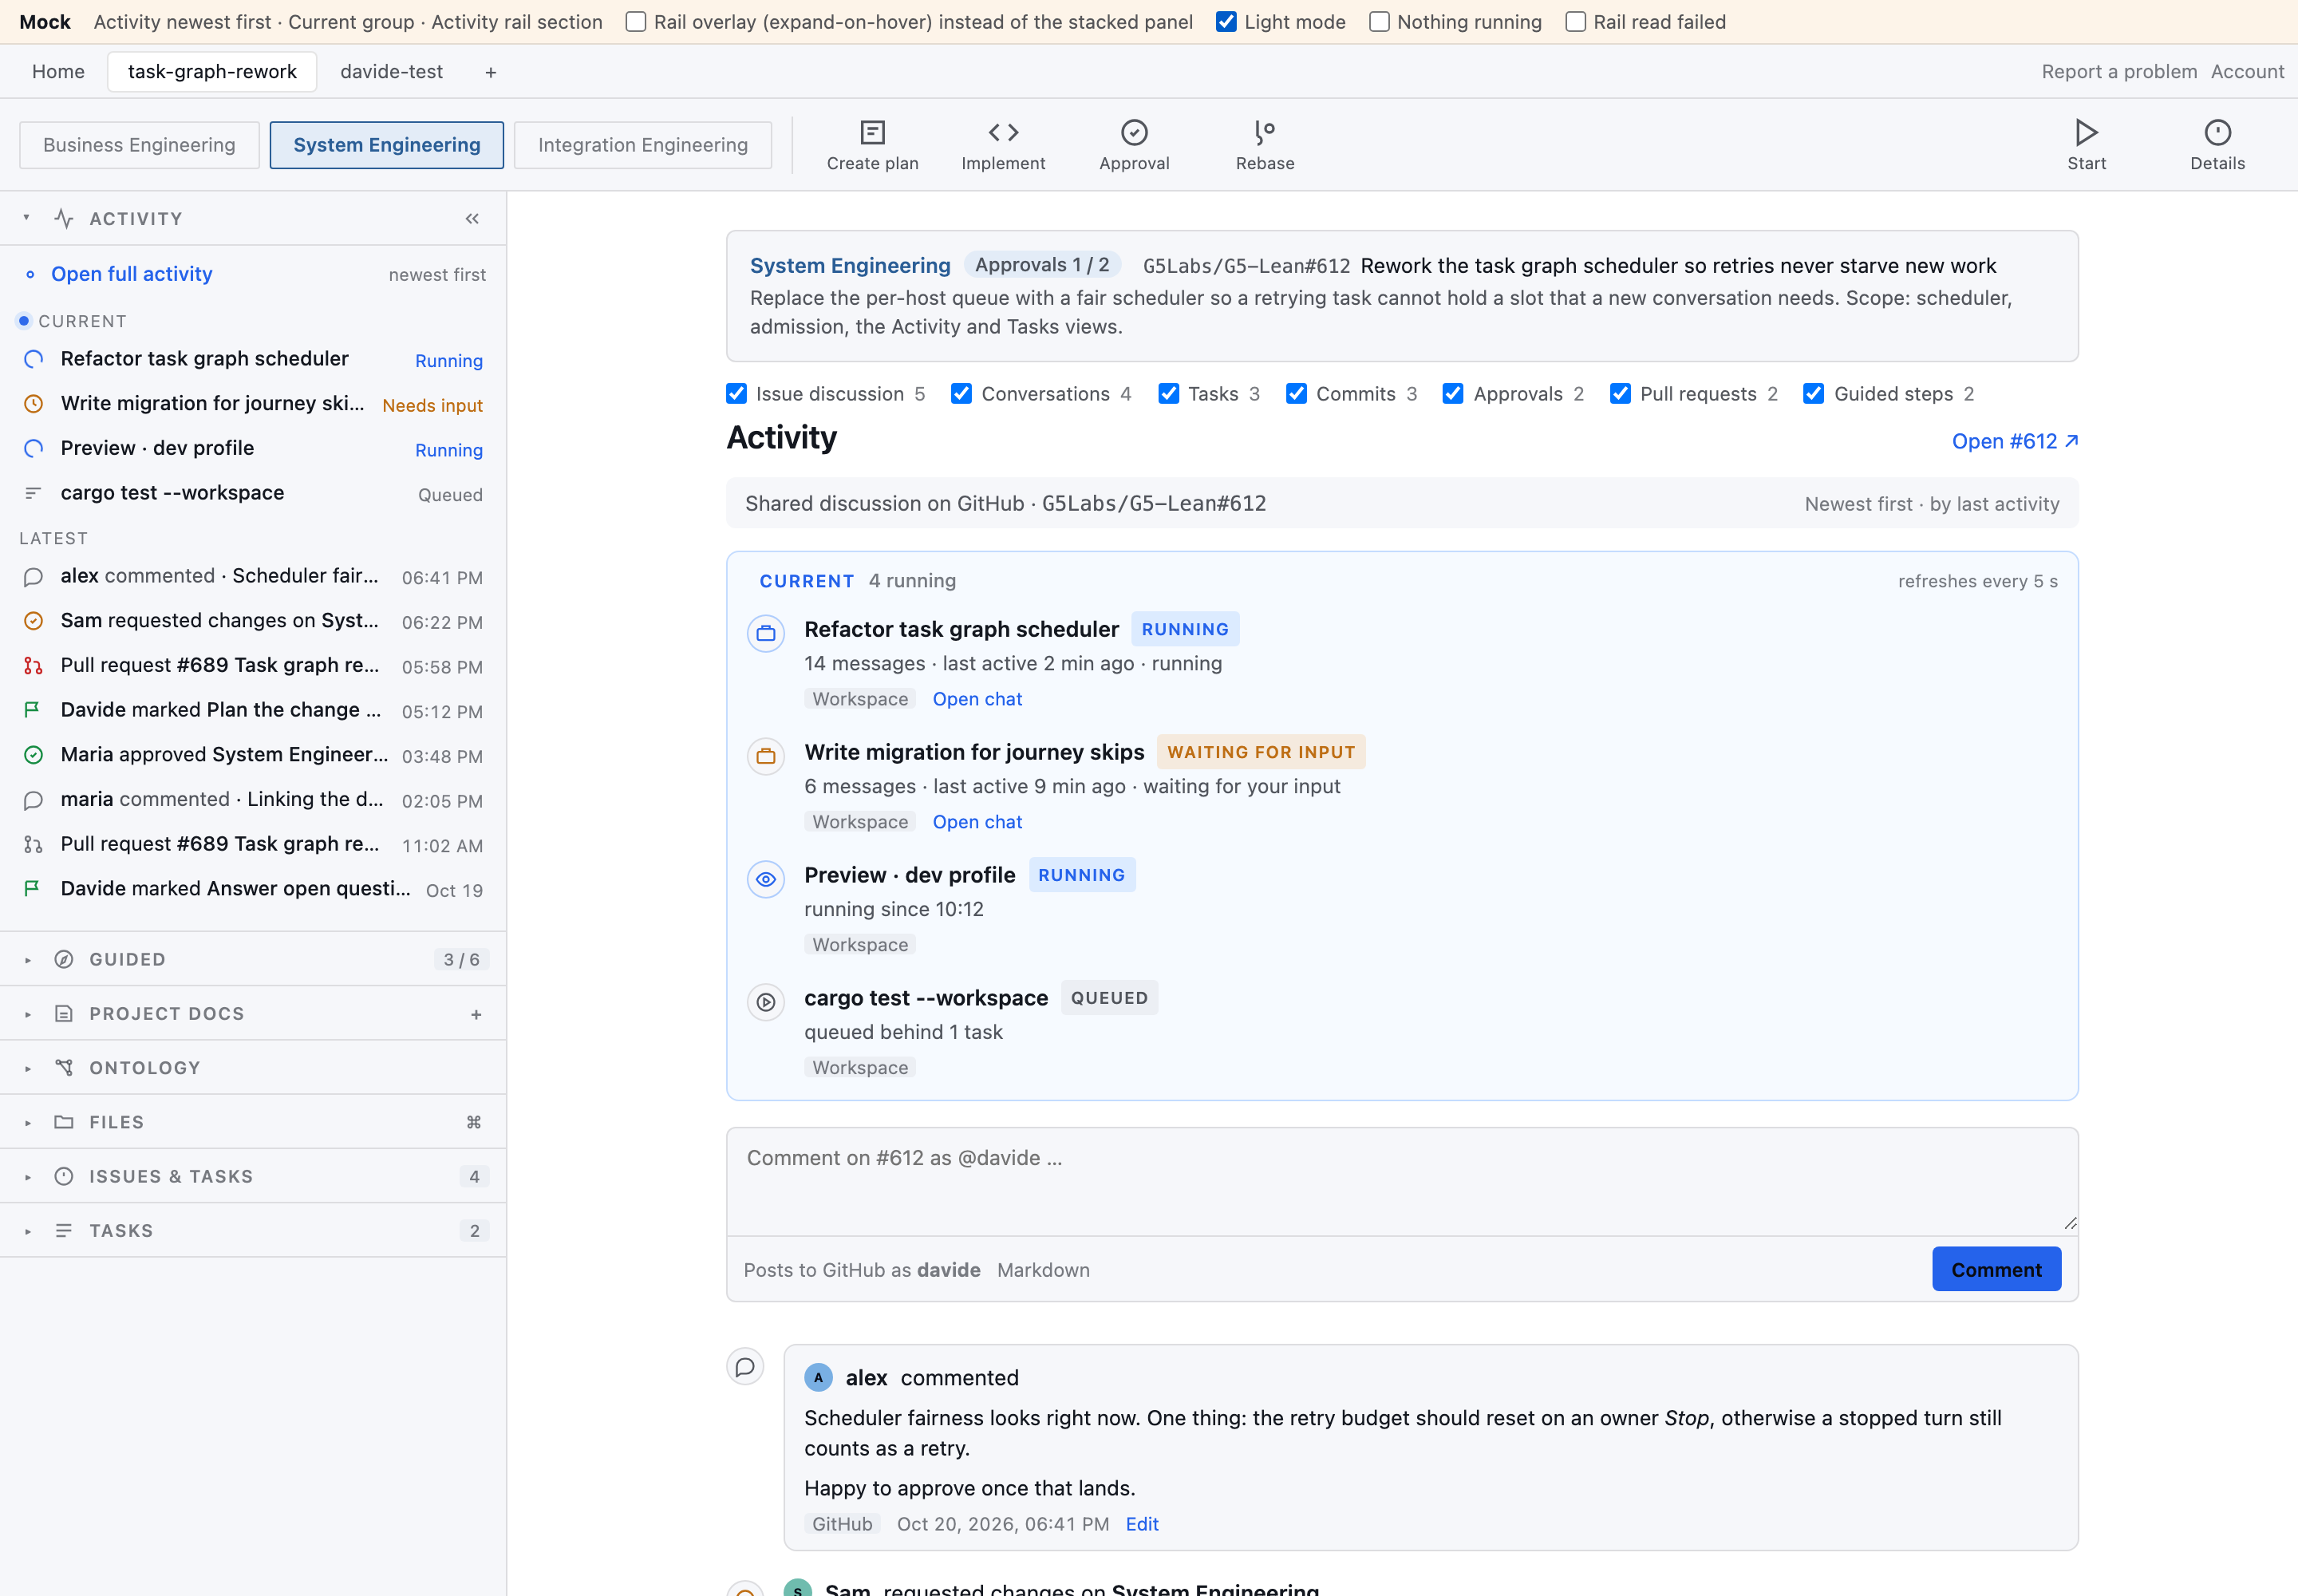 Mock Activity newest first · Current group · Activity rail section Rail overlay (expand-on-hover) instead of the stacked panel Light mode Nothing running Rail read failed
Home task-graph-rework davide-test + Report a problem Account
Business Engineering System Engineering Integration Engineering Create plan Implement Approval Rebase Start Details
ACTIVITY «
Open full activity newest first
CURRENT
Refactor task graph scheduler Running
Write migration for journey ski... Needs input
Preview · dev profile Running
cargo test --workspace Queued
LATEST
alex commented · Scheduler fair... 06:41 PM
Sam requested changes on Syst... 06:22 PM
Pull request #689 Task graph re... 05:58 PM
Davide marked Plan the change ... 05:12 PM
Maria approved System Engineer... 03:48 PM
maria commented · Linking the d... 02:05 PM
Pull request #689 Task graph re... 11:02 AM
Davide marked Answer open questi... Oct 19
GUIDED 3 / 6
PROJECT DOCS +
ONTOLOGY
FILES ⌘
ISSUES & TASKS 4
TASKS 2
System Engineering Approvals 1 / 2 G5Labs/G5-Lean#612 Rework the task graph scheduler so retries never starve new work
Replace the per-host queue with a fair scheduler so a retrying task cannot hold a slot that a new conversation needs. Scope: scheduler,
admission, the Activity and Tasks views.
Issue discussion 5 Conversations 4 Tasks 3 Commits 3 Approvals 2 Pull requests 2 Guided steps 2
Activity Open #612 ↗
Shared discussion on GitHub · G5Labs/G5-Lean#612 Newest first · by last activity
CURRENT 4 running refreshes every 5 s
Refactor task graph scheduler RUNNING
14 messages · last active 2 min ago · running
Workspace Open chat
Write migration for journey skips WAITING FOR INPUT
6 messages · last active 9 min ago · waiting for your input
Workspace Open chat
Preview · dev profile RUNNING
running since 10:12
Workspace
cargo test --workspace QUEUED
queued behind 1 task
Workspace
Comment on #612 as @davide ...
Posts to GitHub as davide Markdown Comment
A alex commented
Scheduler fairness looks right now. One thing: the retry budget should reset on an owner Stop, otherwise a stopped turn still
counts as a retry.
Happy to approve once that lands.
GitHub Oct 20, 2026, 06:41 PM Edit
S Sam requested changes on System Engineering